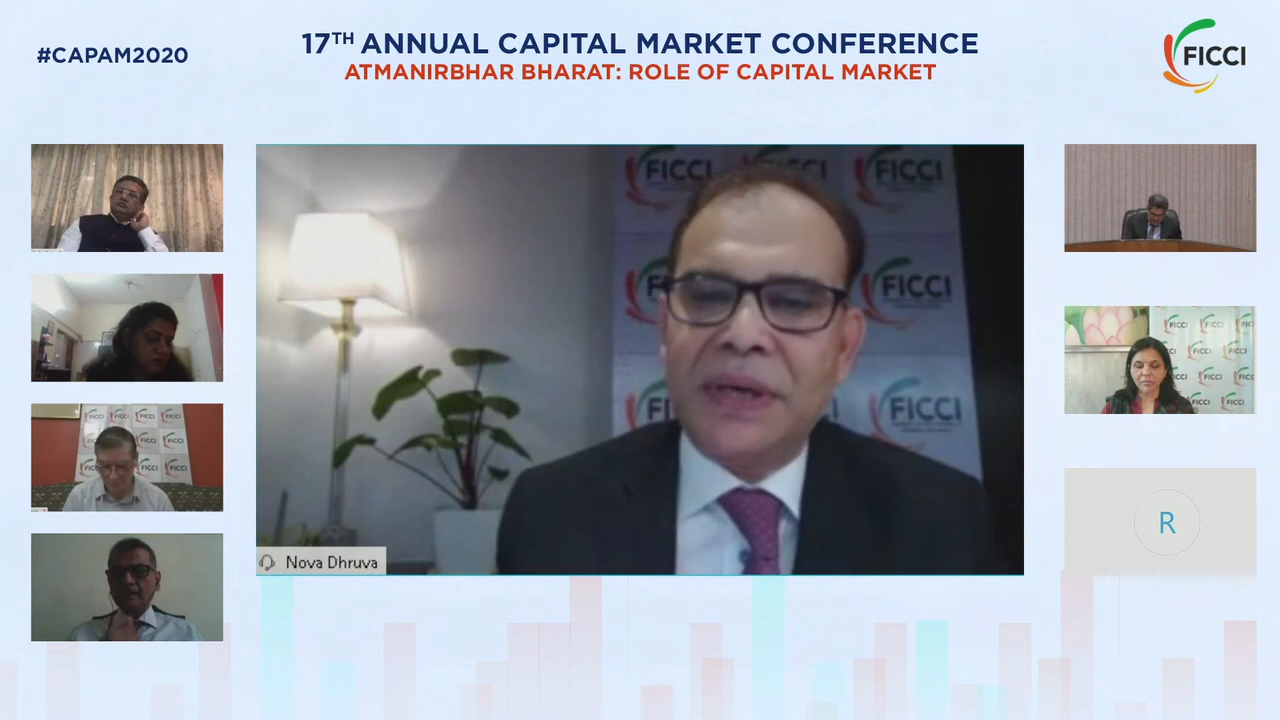 #CAPAM2020
17TH ANNUAL CAPITAL MARKET CONFERENCE
ATMANIRBHAR BHARAT: ROLE OF CAPITAL MARKET
FICCI
FICCI
FICCI
FICCI
FICCI
FICCI
Nova Dhruva
R